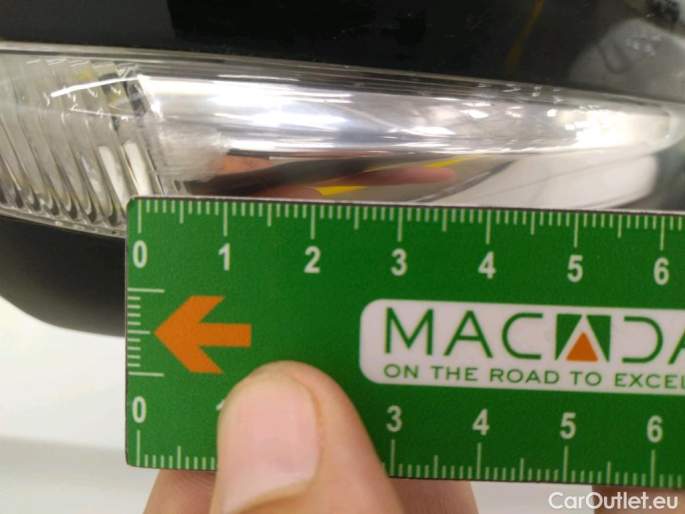 0 1 2 3 4 5 6
MACADA
ON THE ROAD TO EXCEL
0 3 4 5 6
CarOutlet.eu